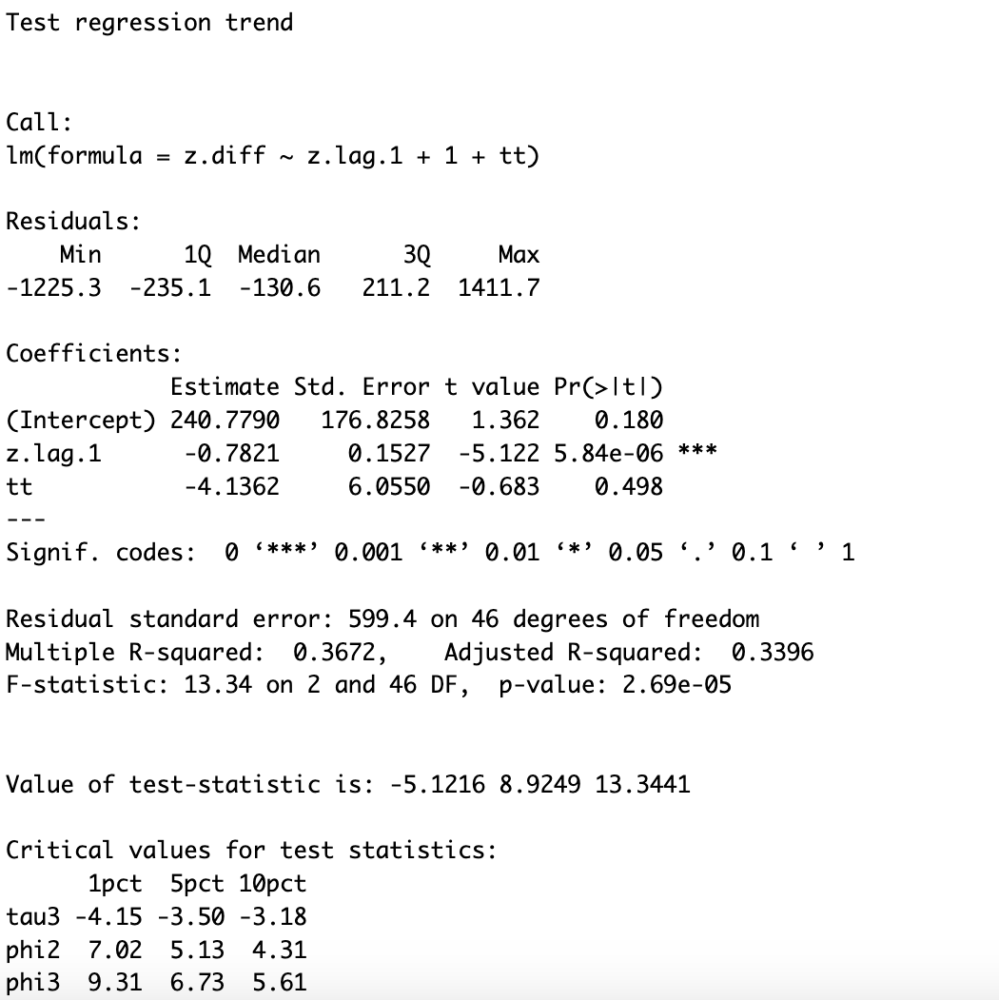 Test regression trend
Call:
lm(formula = z.diff ~ z.lag.1 + 1 + tt)
Residuals:
    Min      1Q  Median      3Q     Max
-1225.3  -235.1  -130.6   211.2  1411.7
Coefficients:
            Estimate Std. Error t value Pr(>|t|)
(Intercept) 240.7790   176.8258   1.362    0.180
z.lag.1      -0.7821     0.1527  -5.122 5.84e-06 ***
tt           -4.1362     6.0550  -0.683    0.498
---
Signif. codes:  0 ‘***’ 0.001 ‘**’ 0.01 ‘*’ 0.05 ‘.’ 0.1 ‘ ’ 1
Residual standard error: 599.4 on 46 degrees of freedom
Multiple R-squared:  0.3672,    Adjusted R-squared:  0.3396
F-statistic: 13.34 on 2 and 46 DF,  p-value: 2.69e-05
Value of test-statistic is: -5.1216 8.9249 13.3441
Critical values for test statistics:
      1pct  5pct 10pct
tau3 -4.15 -3.50 -3.18
phi2  7.02  5.13  4.31
phi3  9.31  6.73  5.61